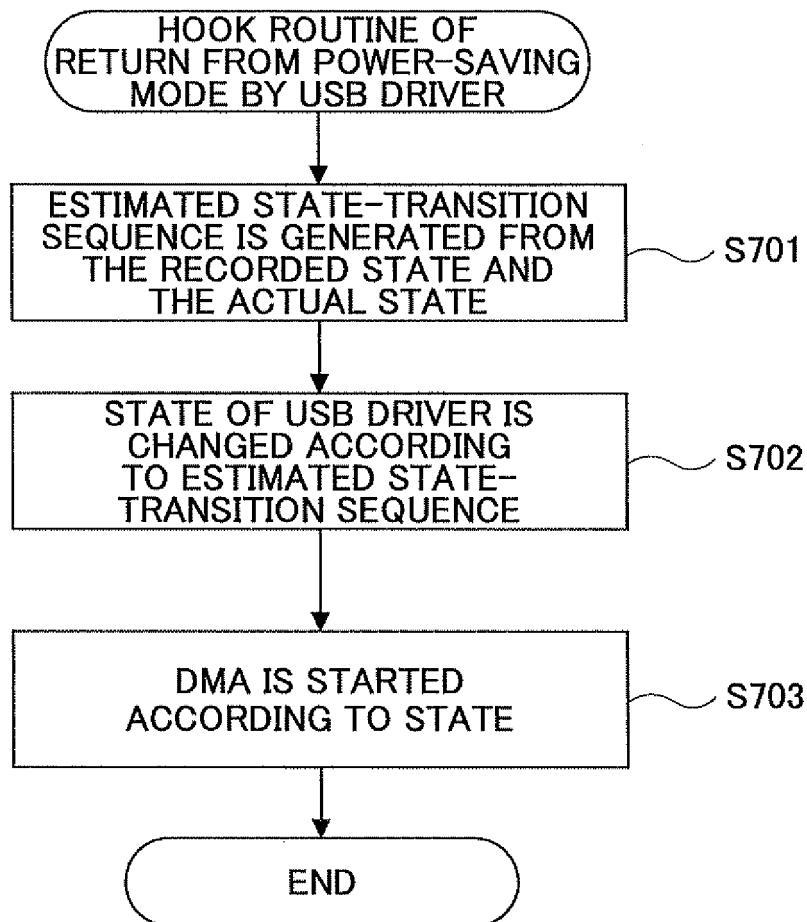 HOOK ROUTINE OF
RETURN FROM POWER-SAVING
MODE BY USB DRIVER
ESTIMATED STATE-TRANSITION
SEQUENCE IS GENERATED FROM
THE RECORDED STATE AND
THE ACTUAL STATE
S701
STATE OF USB DRIVER IS
CHANGED ACCORDING
TO ESTIMATED STATE-
TRANSITION SEQUENCE
S702
DMA IS STARTED
ACCORDING TO STATE
S703
END